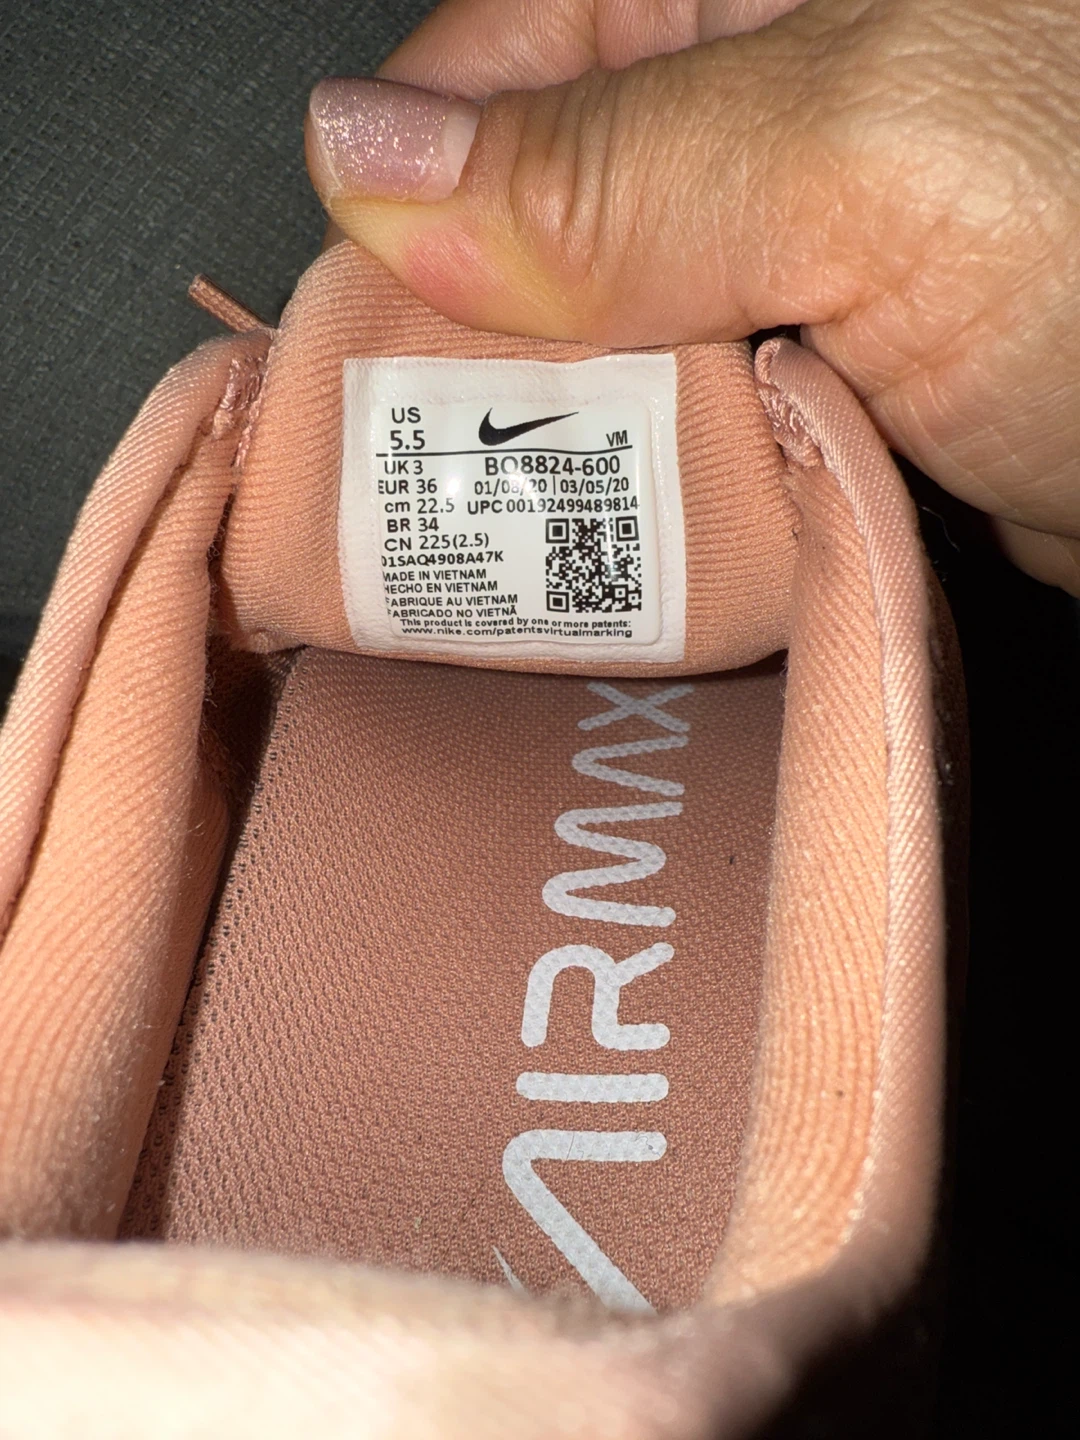 US
5.5
VM
UK 3
BQ8824-600
EUR 36
01/08/20 | 03/05/20
cm 22.5
UPC 00192499489814
BR 34
CN 225(2.5)
01SAQ4908A47K
MADE IN VIETNAM
HECHO EN VIETNAM
FABRIQUE AU VIETNAM
FABRICADO NO VIETNÃ
This product is covered by one or more patents:
www.nike.com/patentsvirtualmarking
AIRMAX